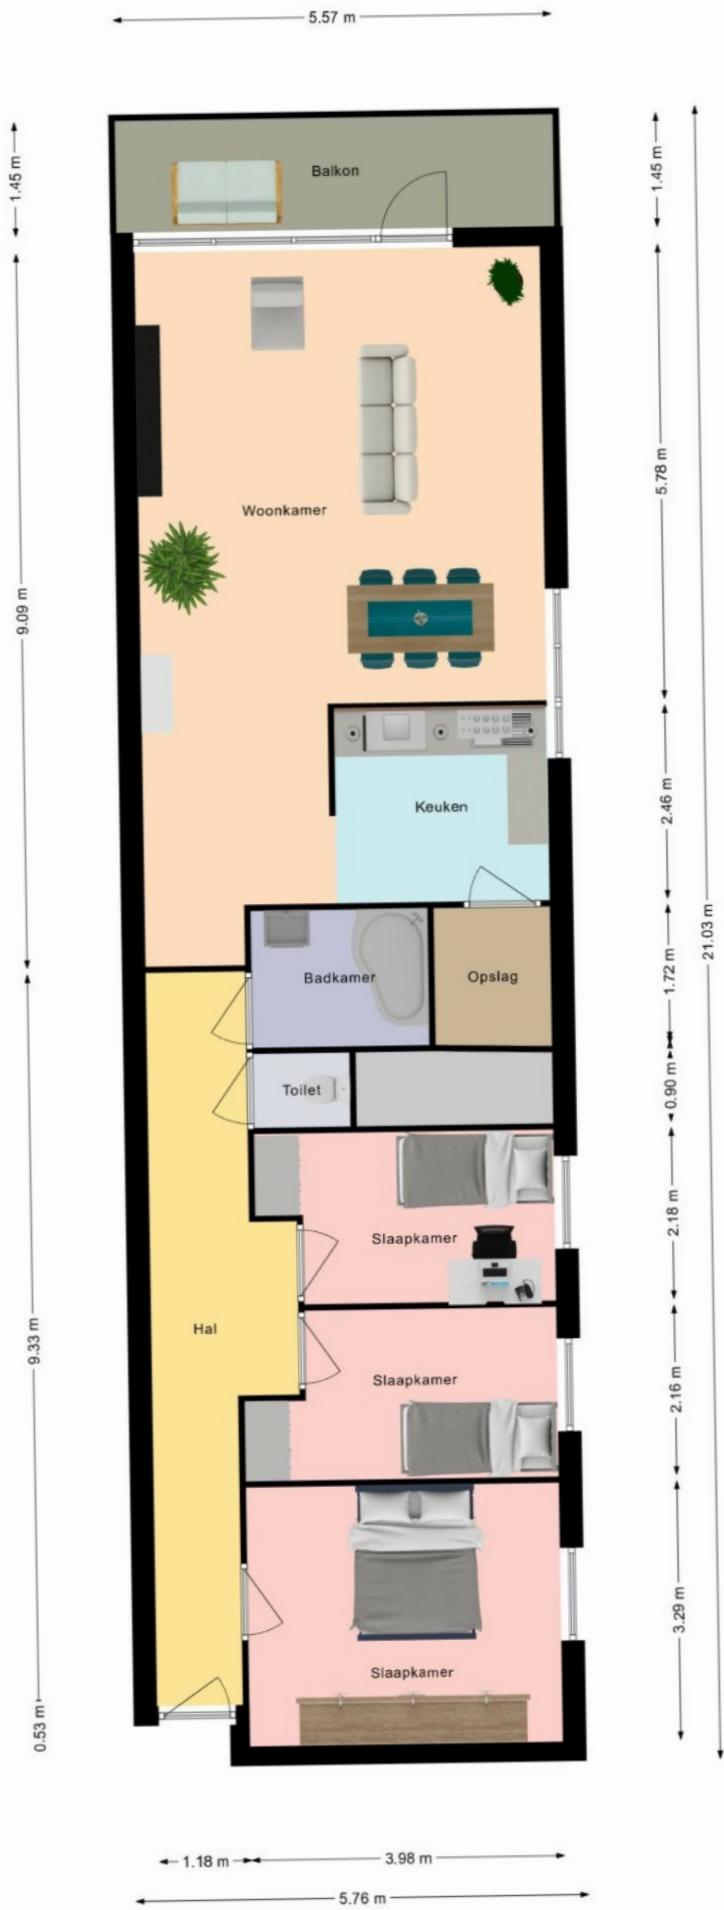 5.57 m
1.45 m
1.45 m
Balkon
9.09 m
5.78 m
Woonkamer
2.46 m
Keuken
21.03 m
1.72 m
Badkamer
Opslag
0.90 m
Toilet
2.18 m
Slaapkamer
9.33 m
Hal
2.16 m
Slaapkamer
3.29 m
Slaapkamer
0.53 m
1.18 m
3.98 m
5.76 m